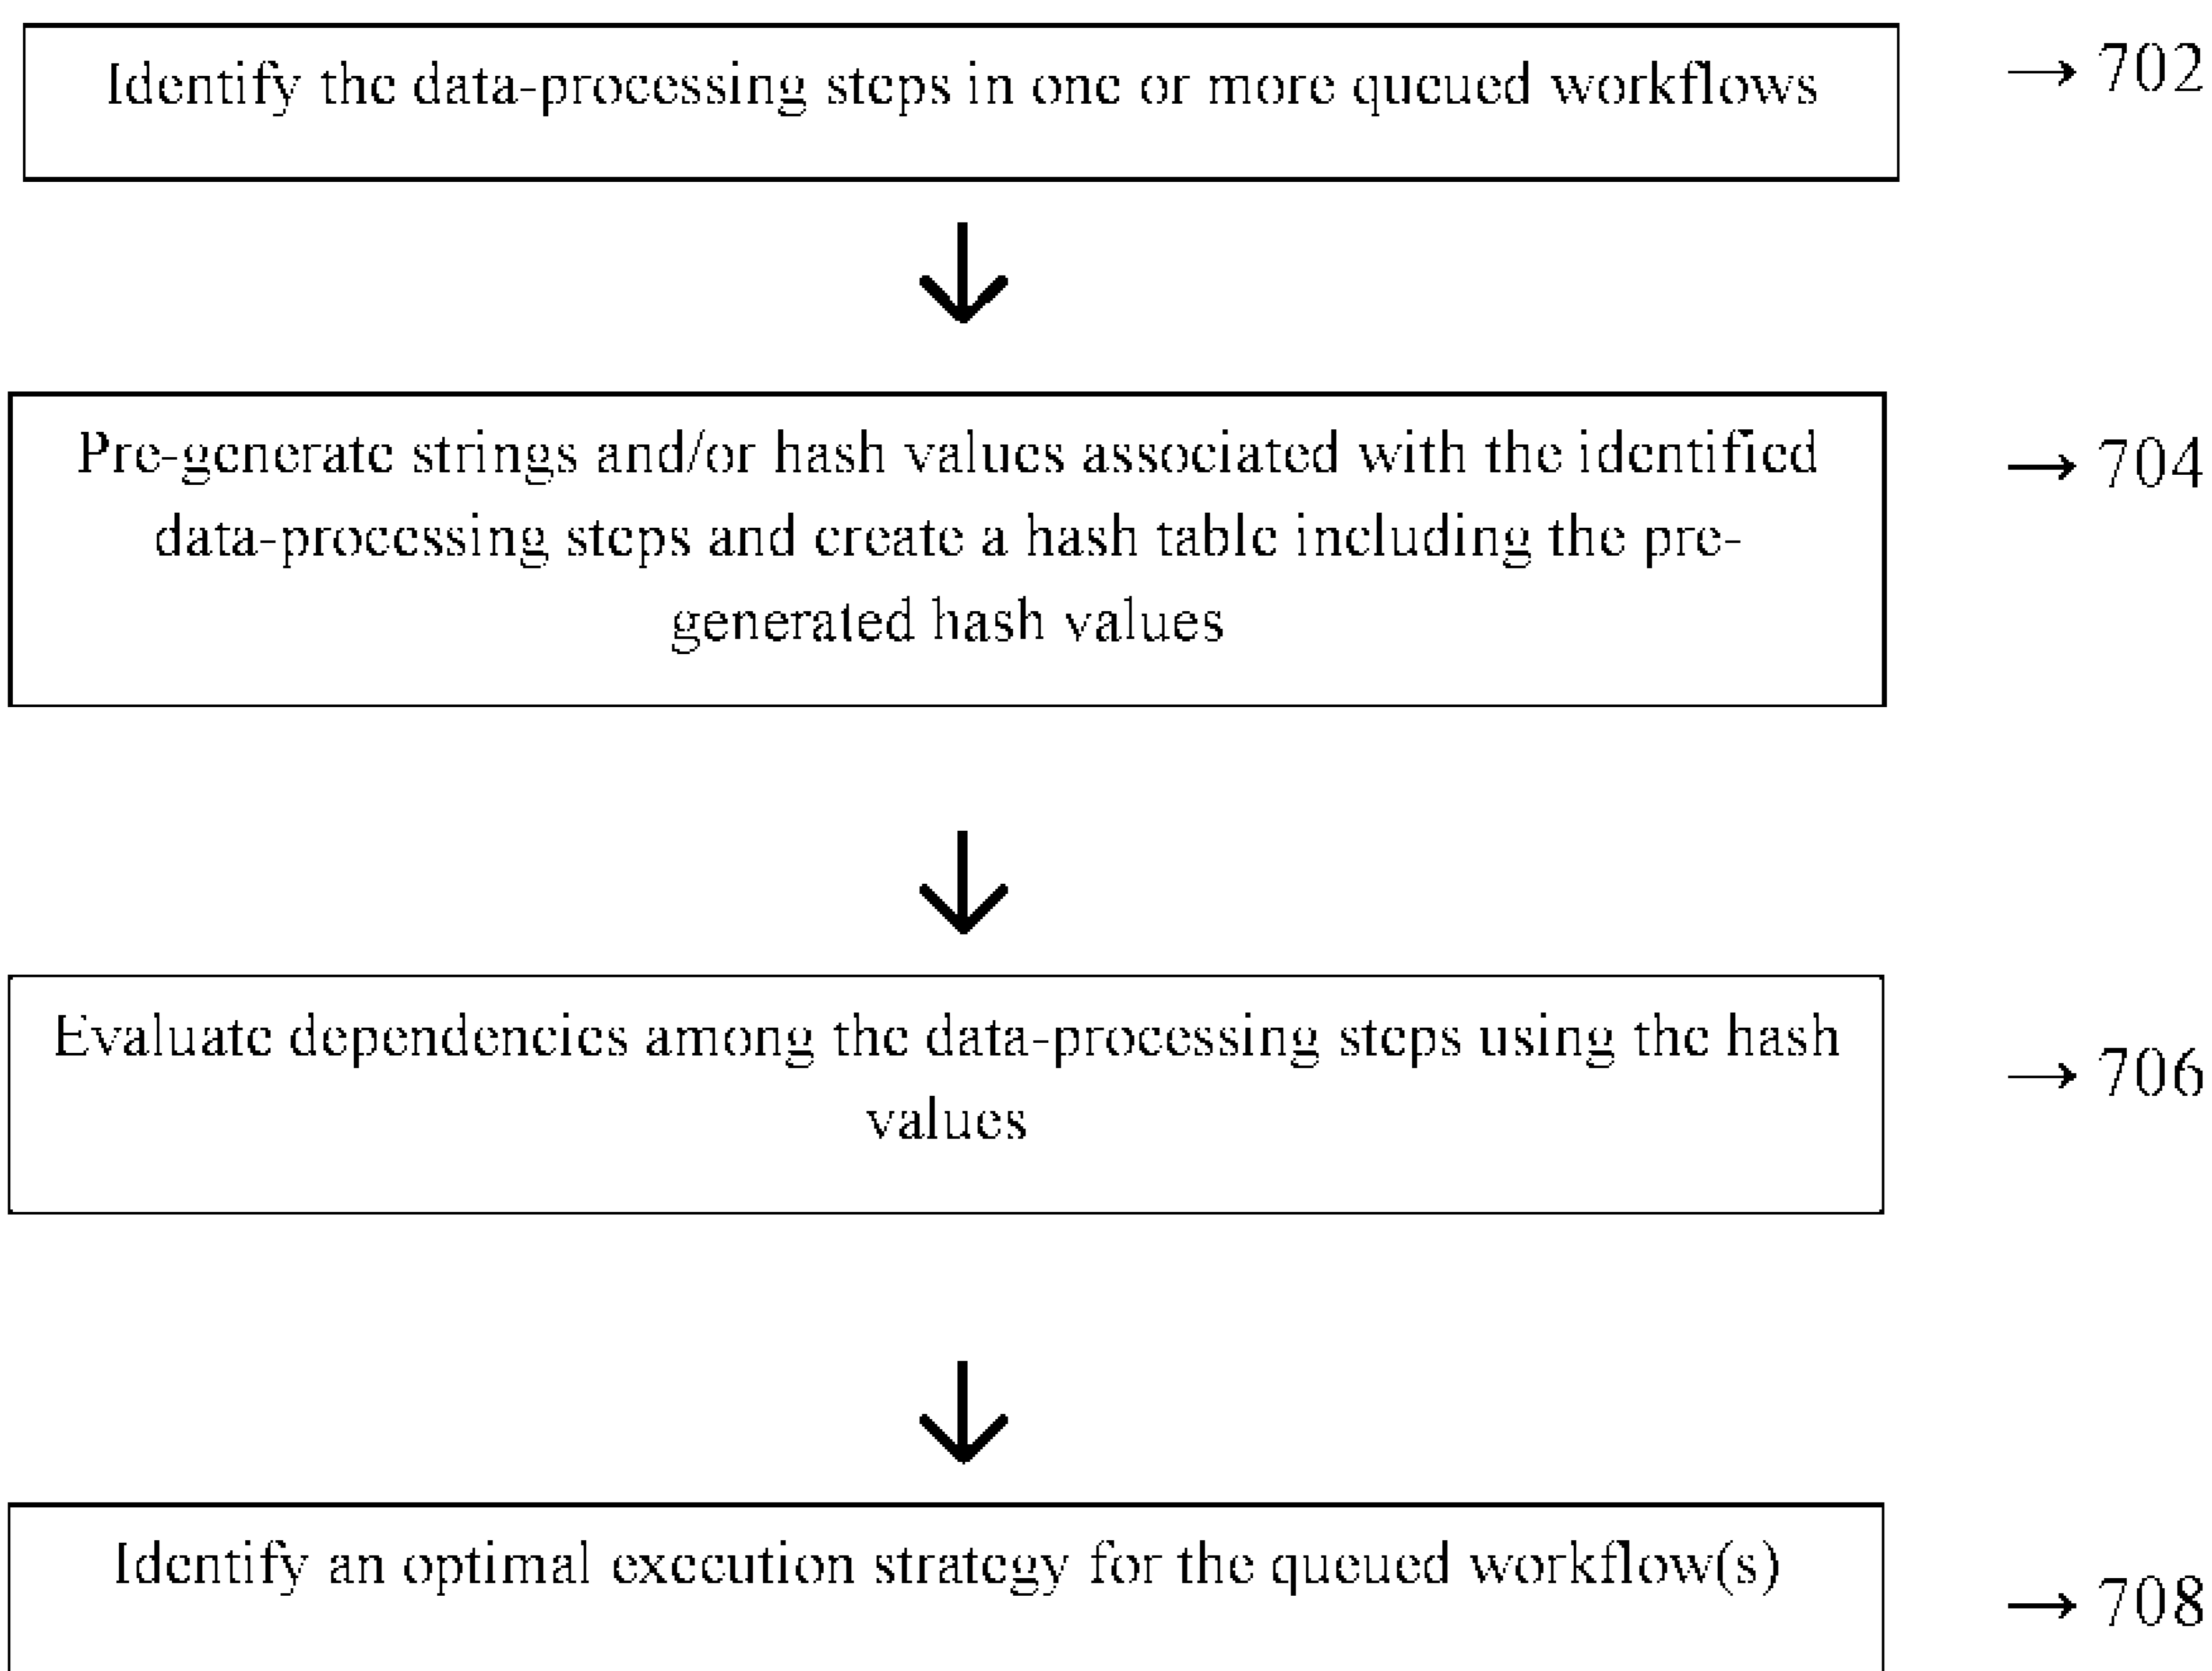 Identify the data-processing steps in one or more queued workflows
→ 702
Pre-generate strings and/or hash values associated with the identified
data-processing steps and create a hash table including the pre-
generated hash values
→ 704
Evaluate dependencies among the data-processing steps using the hash
values
→ 706
Identify an optimal execution strategy for the queued workflow(s)
→ 708